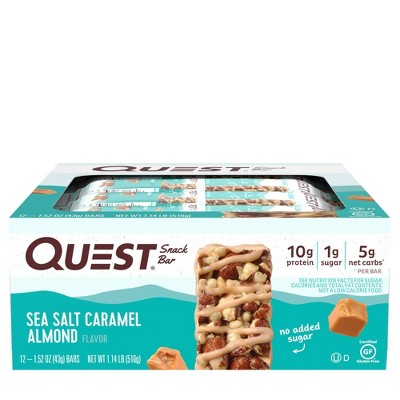 QUEST Snack Bar
12 – 1.52 OZ (43g) BARS NET WT 1.14 LB (516g)
QUEST® Snack Bar
10g protein
1g sugar
5g net carbs*
PER BAR
SEE NUTRITION FACTS FOR SUGAR,
CALORIE AND TOTAL FAT CONTENTS.
NOT A LOW CALORIE FOOD
SEA SALT CARAMEL
ALMOND FLAVOR
no added
sugar
U D
Certified
GF
Gluten-Free
12 – 1.52 OZ (43g) BARS NET WT 1.14 LB (516g)